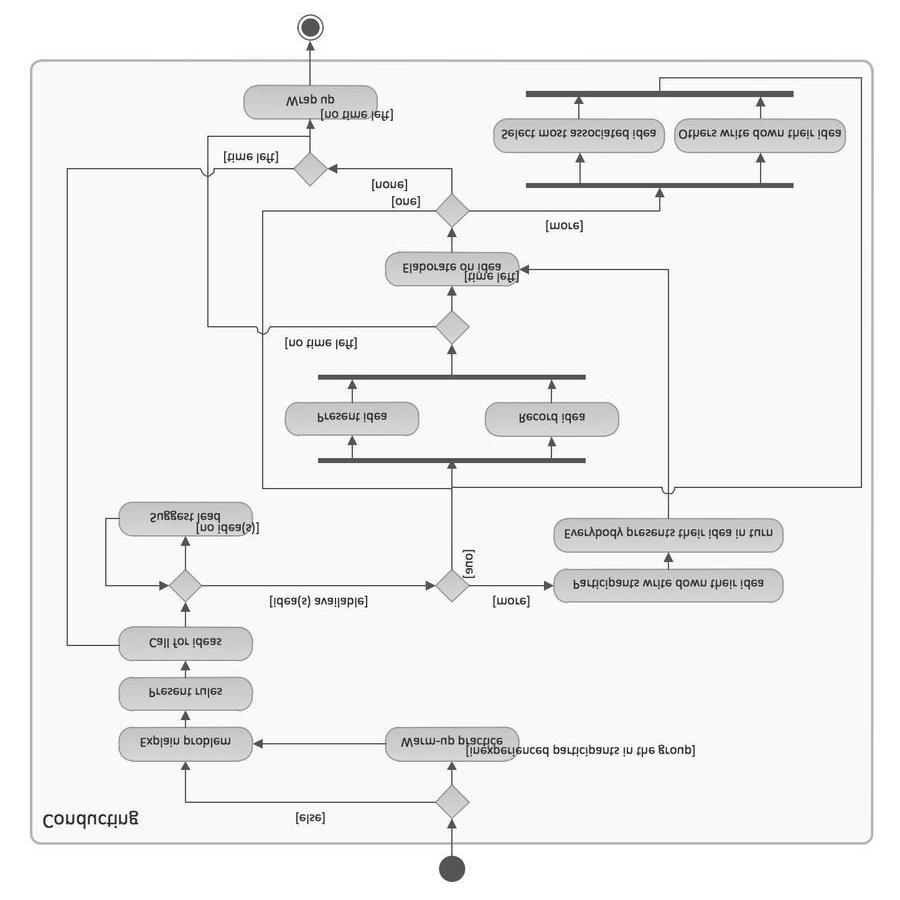 Conducting
[else]
Warm-up practice
[inexperienced participants in the group]
Explain problem
Present rules
Call for ideas
[idea(s) available]
[more]
[one]
Suggest lead
[no idea(s)]
Participants write down their idea
Everybody presents their idea in turn
Present idea
Record idea
[no time left]
[time left]
Elaborate on idea
[more]
[one]
[none]
Select most associated idea
Others write down their idea
[time left]
[no time left]
Wrap up